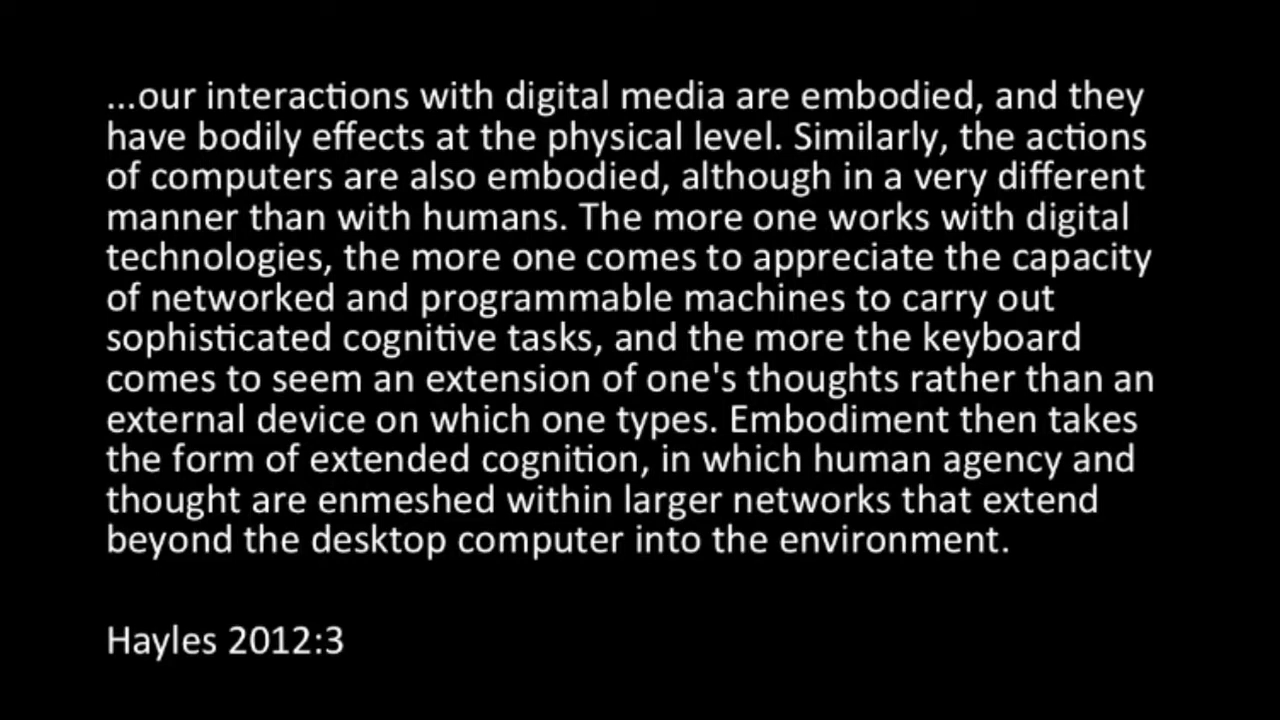 ...our interactions with digital media are embodied, and they
have bodily effects at the physical level. Similarly, the actions
of computers are also embodied, although in a very different
manner than with humans. The more one works with digital
technologies, the more one comes to appreciate the capacity
of networked and programmable machines to carry out
sophisticated cognitive tasks, and the more the keyboard
comes to seem an extension of one's thoughts rather than an
external device on which one types. Embodiment then takes
the form of extended cognition, in which human agency and
thought are enmeshed within larger networks that extend
beyond the desktop computer into the environment.
Hayles 2012:3